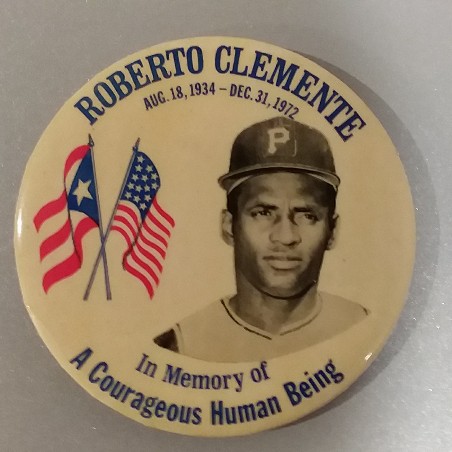 ROBERTO CLEMENTE
AUG. 18, 1934 – DEC. 31, 1972
P
In Memory of
A Courageous Human Being